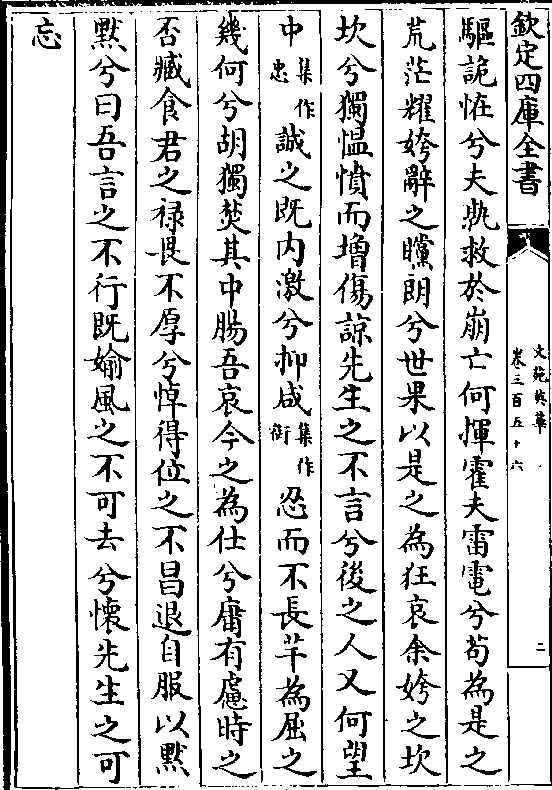 欽定四庫全書
文苑英華
卷三百五十六
二
驅詭怪兮夫孰救於崩亡何揮霍夫雷電兮茍為是之
荒茫耀姱辭之矘朗兮世果以是之為狂哀余姱之坎
坎兮獨愠憤而增傷諒先生之不言兮後之人又何望
中集作忠誠之既内激兮抑咸集作銜忍而不長芊為屈之
幾何兮胡獨焚其中腸吾哀今之為仕兮庸有慮時之
否臧食君之禄畏不厚兮悼得位之不昌退自服以黙
黙兮曰吾言之不行既媮風之不可去兮懷先生之可
忘